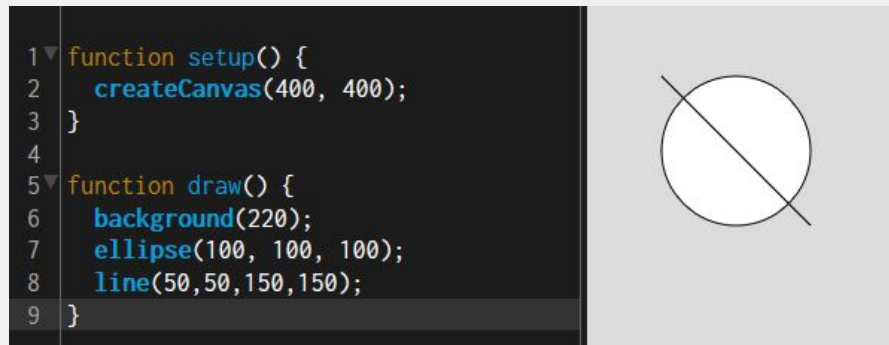 1 function setup() {
2 createCanvas(400, 400);
3 }
4
5 function draw() {
6 background(220);
7 ellipse(100, 100, 100);
8 line(50,50,150,150);
9 }